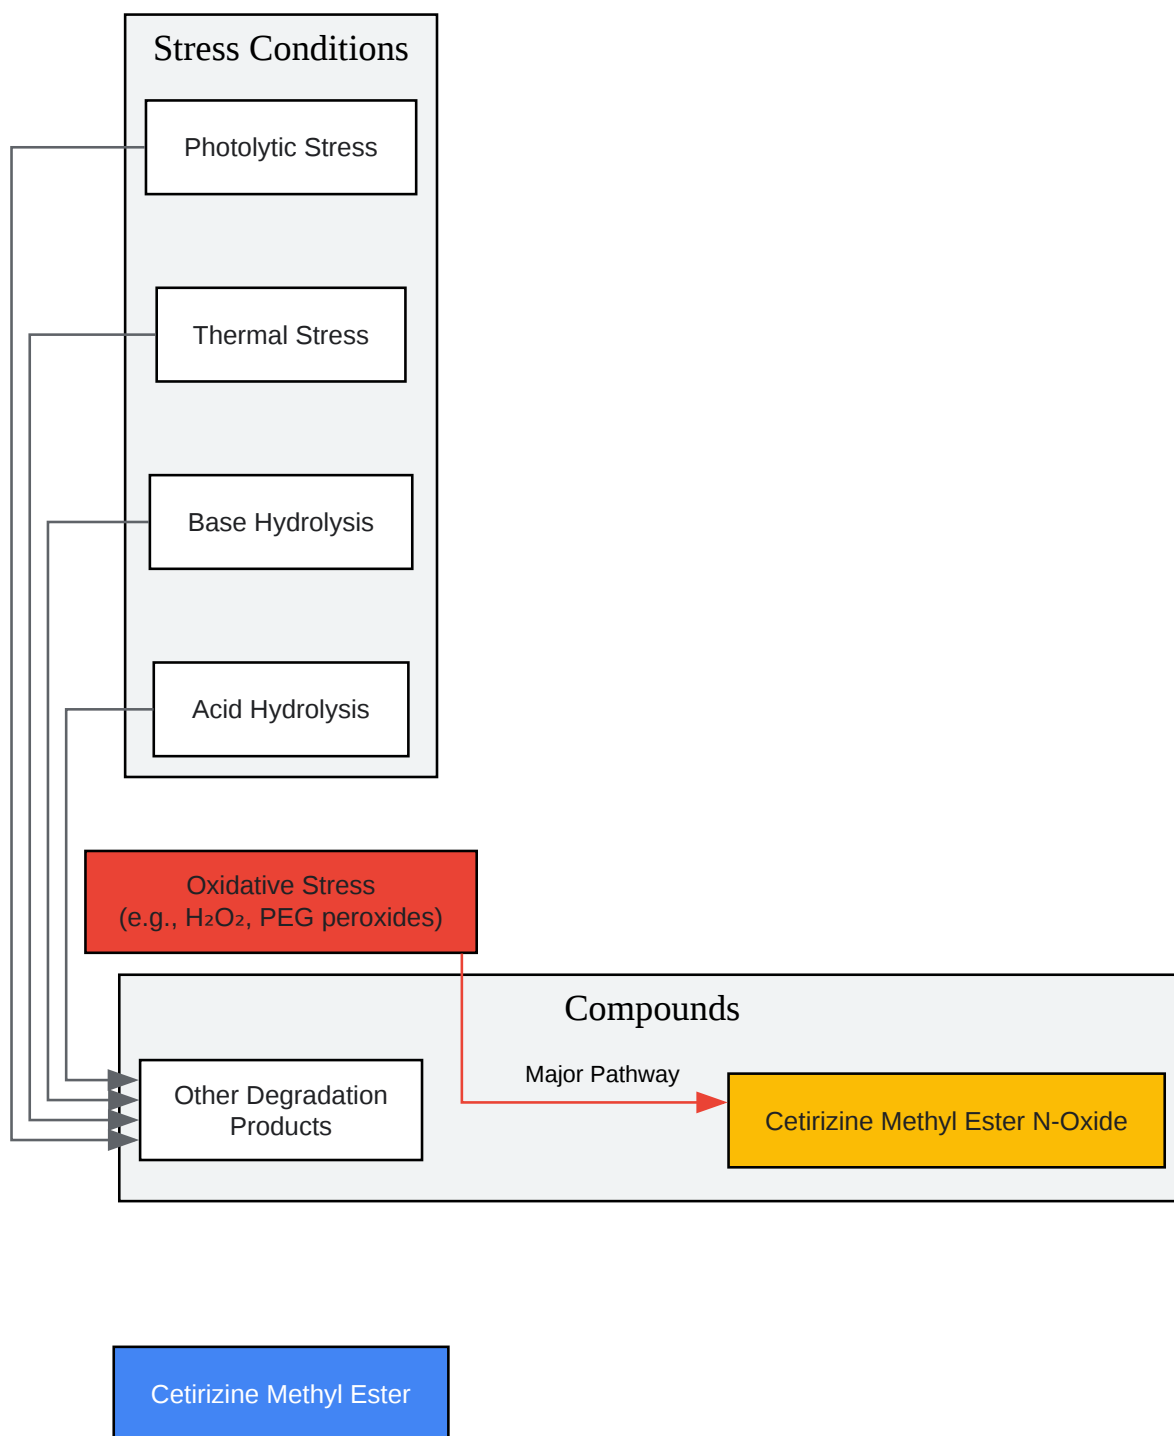 Stress Conditions
Photolytic Stress
Thermal Stress
Base Hydrolysis
Acid Hydrolysis
Oxidative Stress
(e.g., H₂O₂, PEG peroxides)
Compounds
Major Pathway
Other Degradation
Products
Cetirizine Methyl Ester N-Oxide
Cetirizine Methyl Ester